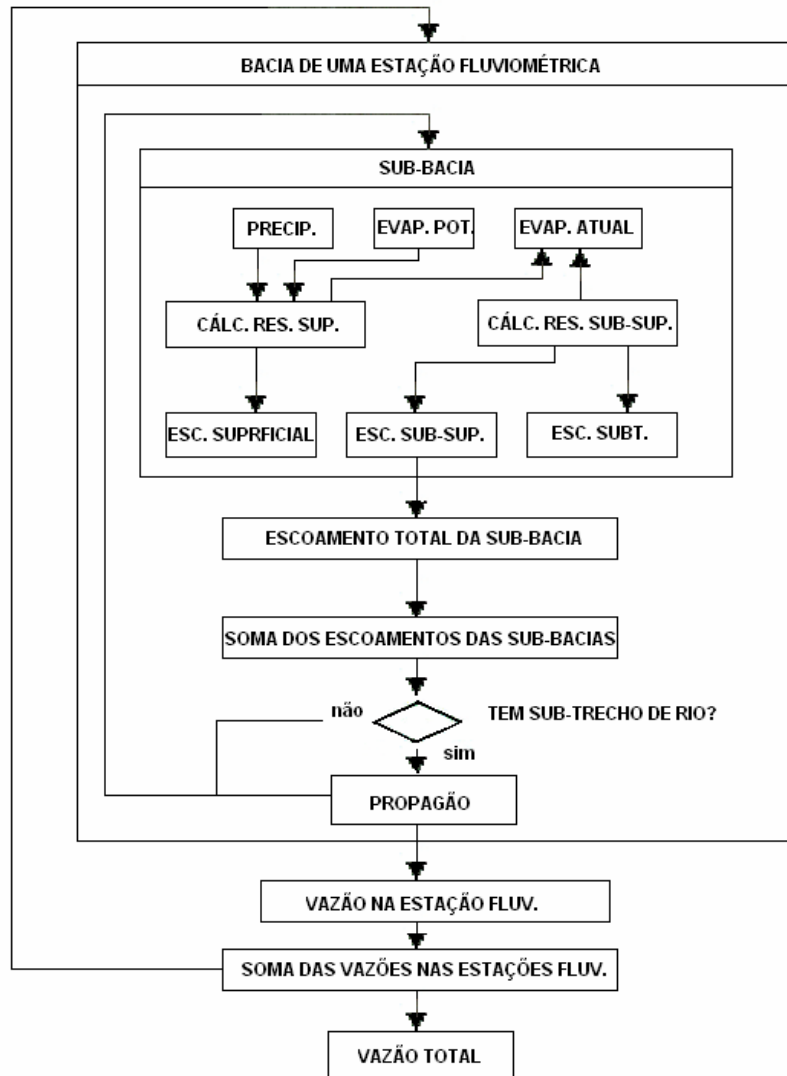 BACIA DE UMA ESTAÇÃO FLUVIOMÉTRICA
SUB-BACIA
PRECIP.
EVAP. POT.
EVAP. ATUAL
CÁLC. RES. SUP.
CÁLC. RES. SUB-SUP.
ESC. SUPRFICIAL
ESC. SUB-SUP.
ESC. SUBT.
ESCOAMENTO TOTAL DA SUB-BACIA
SOMA DOS ESCOAMENTOS DAS SUB-BACIAS
não
TEM SUB-TRECHO DE RIO?
sim
PROPAGÃO
VAZÃO NA ESTAÇÃO FLUV.
SOMA DAS VAZÕES NAS ESTAÇÕES FLUV.
VAZÃO TOTAL